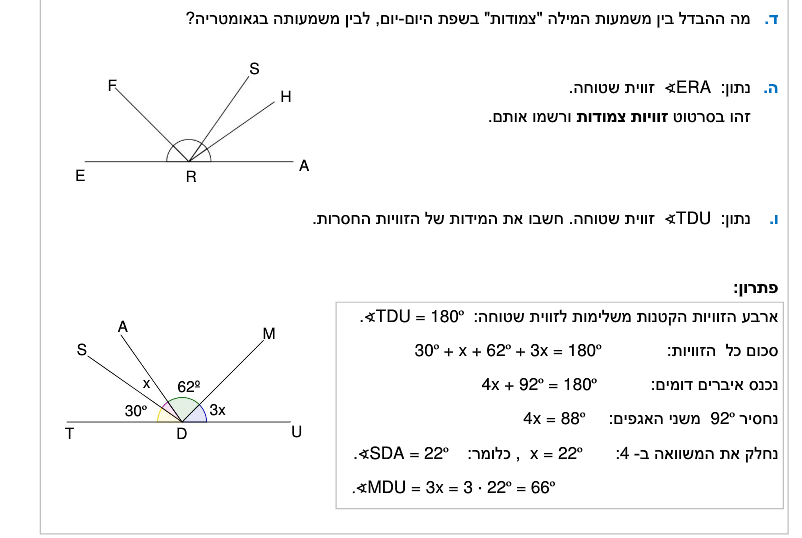 ד. מה ההבדל בין משמעות המילה "צמודות" בשפת היום-יום, לבין משמעותה בגאומטריה?
ה. נתון: ∢ERA זווית שטוחה.
זהו בסרטוט זוויות צמודות ורשמו אותם.
F
S
H
E
R
A
ו. נתון: ∢TDU זווית שטוחה. חשבו את המידות של הזוויות החסרות.
פתרון:
ארבע הזוויות הקטנות משלימות לזווית שטוחה: ∢TDU = 180º.
סכום כל הזוויות: 30º + x + 62º + 3x = 180º
נכנס איברים דומים: 4x + 92º = 180º
נחסיר 92º משני האגפים: 4x = 88º
נחלק את המשוואה ב- 4: x = 22º , כלומר: ∢SDA = 22º.
∢MDU = 3x = 3 · 22º = 66º.
A
M
S
x
62º
30º
3x
T
D
U